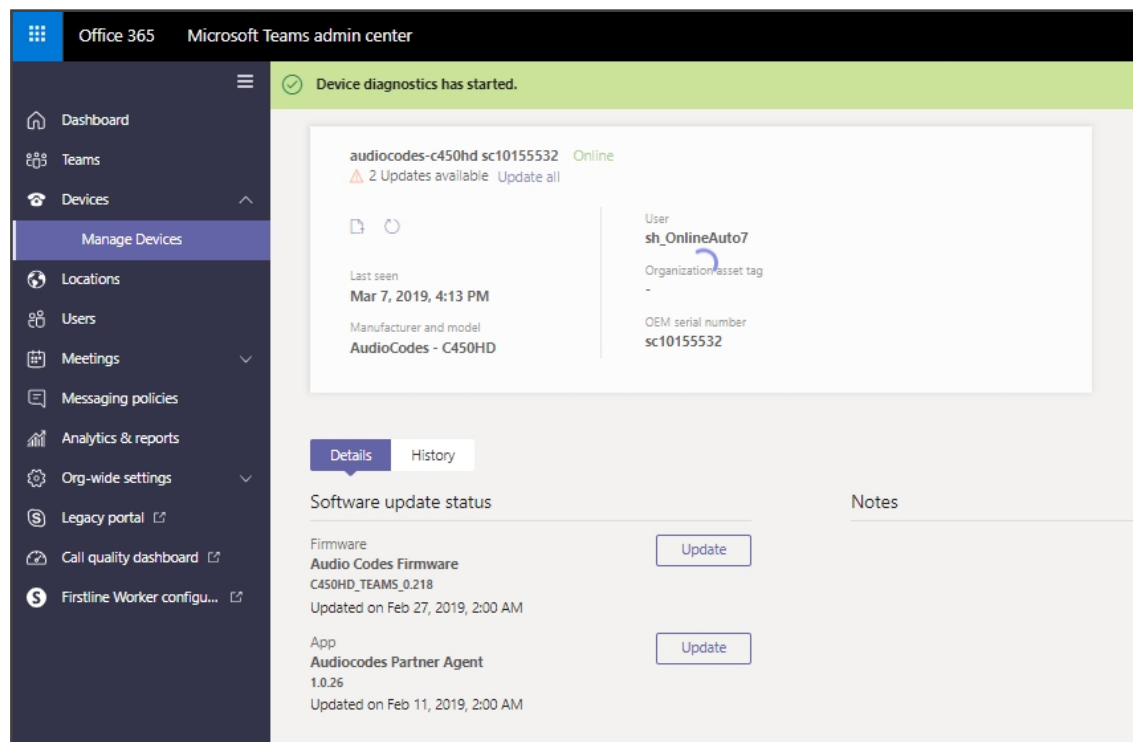 Office 365 Microsoft Teams admin center
Device diagnostics has started.
Dashboard
Teams
Devices
Manage Devices
Locations
Users
Meetings
Messaging policies
Analytics & reports
Org-wide settings
Legacy portal
Call quality dashboard
Firstline Worker configu...
audiocodes-c450hd sc10155532 Online
2 Updates available Update all
Last seen
Mar 7, 2019, 4:13 PM
Manufacturer and model
AudioCodes - C450HD
User
sh_OnlineAuto7
Organization asset tag
-
OEM serial number
sc10155532
Details History
Software update status
Firmware
Audio Codes Firmware
C450HD_TEAMS_0.218
Updated on Feb 27, 2019, 2:00 AM
Update
App
Audiocodes Partner Agent
1.0.26
Updated on Feb 11, 2019, 2:00 AM
Update
Notes